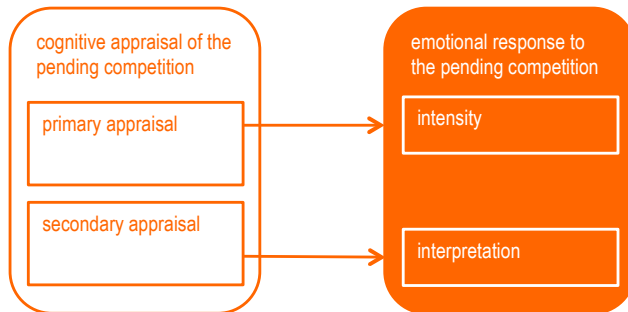 cognitive appraisal of the
pending competition
primary appraisal
secondary appraisal
emotional response to
the pending competition
intensity
interpretation